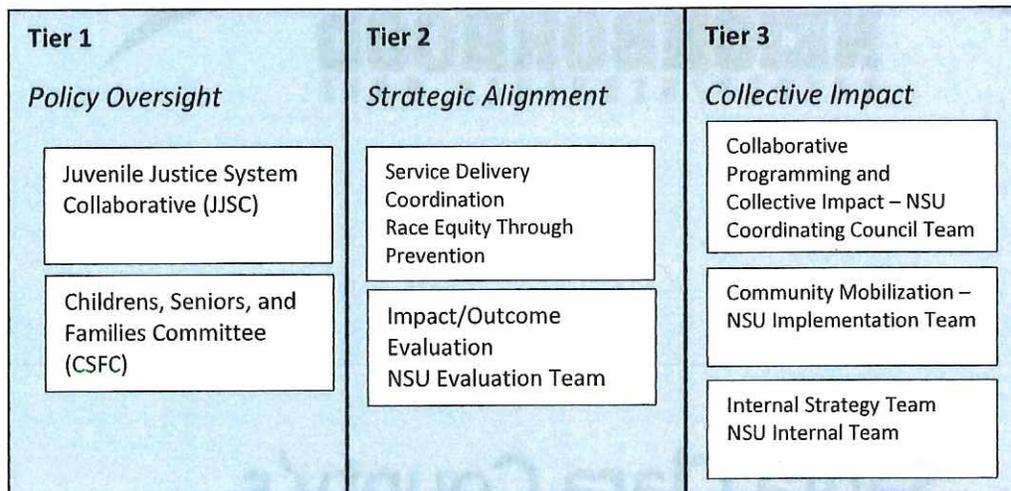 Tier 1
Policy Oversight
Juvenile Justice System
Collaborative (JJSC)
Childrens, Seniors, and
Families Committee
(CSFC)
Tier 2
Strategic Alignment
Service Delivery
Coordination
Race Equity Through
Prevention
Impact/Outcome
Evaluation
NSU Evaluation Team
Tier 3
Collective Impact
Collaborative
Programming and
Collective Impact – NSU
Coordinating Council Team
Community Mobilization –
NSU Implementation Team
Internal Strategy Team
NSU Internal Team